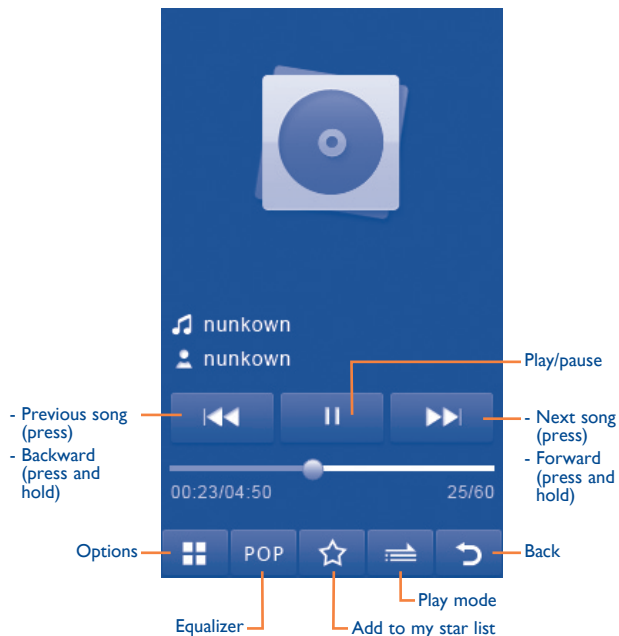 nunkown
nunkown
Play/pause
- Previous song
(press)
- Backward
(press and
hold)
- Next song
(press)
- Forward
(press and
hold)
00:23/04:50
25/60
Options
POP
Back
Play mode
Equalizer
Add to my star list